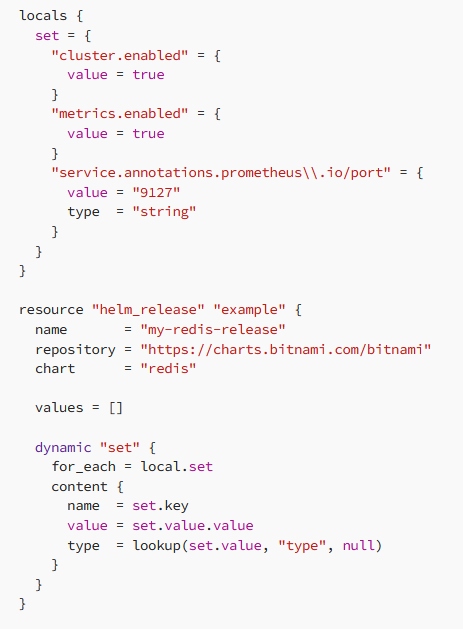 locals {
  set = {
    "cluster.enabled" = {
      value = true
    }
    "metrics.enabled" = {
      value = true
    }
    "service.annotations.prometheus\\.io/port" = {
      value = "9127"
      type  = "string"
    }
  }
}

resource "helm_release" "example" {
  name       = "my-redis-release"
  repository = "https://charts.bitnami.com/bitnami"
  chart      = "redis"

  values = []

  dynamic "set" {
    for_each = local.set
    content {
      name  = set.key
      value = set.value.value
      type  = lookup(set.value, "type", null)
    }
  }
}